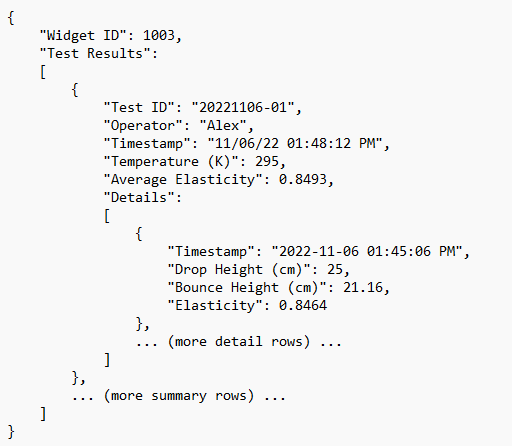 {
    "Widget ID": 1003,
    "Test Results":
    [
        {
            "Test ID": "20221106-01",
            "Operator": "Alex",
            "Timestamp": "11/06/22 01:48:12 PM",
            "Temperature (K)": 295,
            "Average Elasticity": 0.8493,
            "Details":
            [
                {
                    "Timestamp": "2022-11-06 01:45:06 PM",
                    "Drop Height (cm)": 25,
                    "Bounce Height (cm)": 21.16,
                    "Elasticity": 0.8464
                },
                ... (more detail rows) ...
            ]
        },
        ... (more summary rows) ...
    ]
}